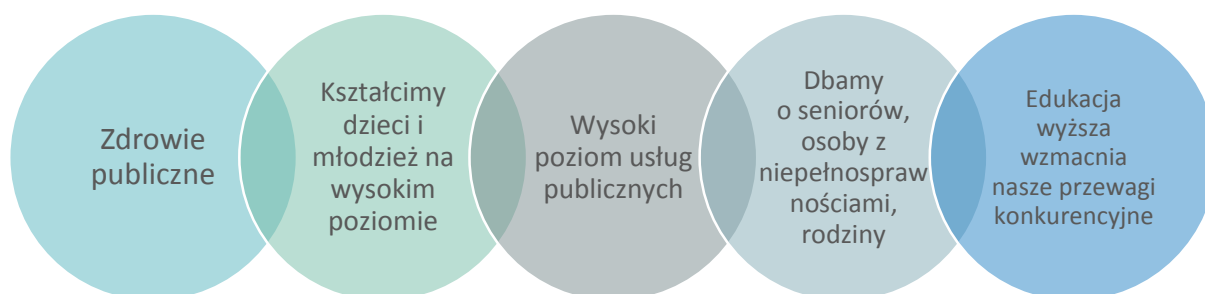 Zdrowie
publiczne
Kształcimy
dzieci i
młodzież na
wysokim
poziomie
Wysoki
poziom usług
publicznych
Dbamy
o seniorów,
osoby z
niepełnospraw
nościami,
rodziny
Edukacja
wyższa
wzmacnia
nasze przewagi
konkurencyjne